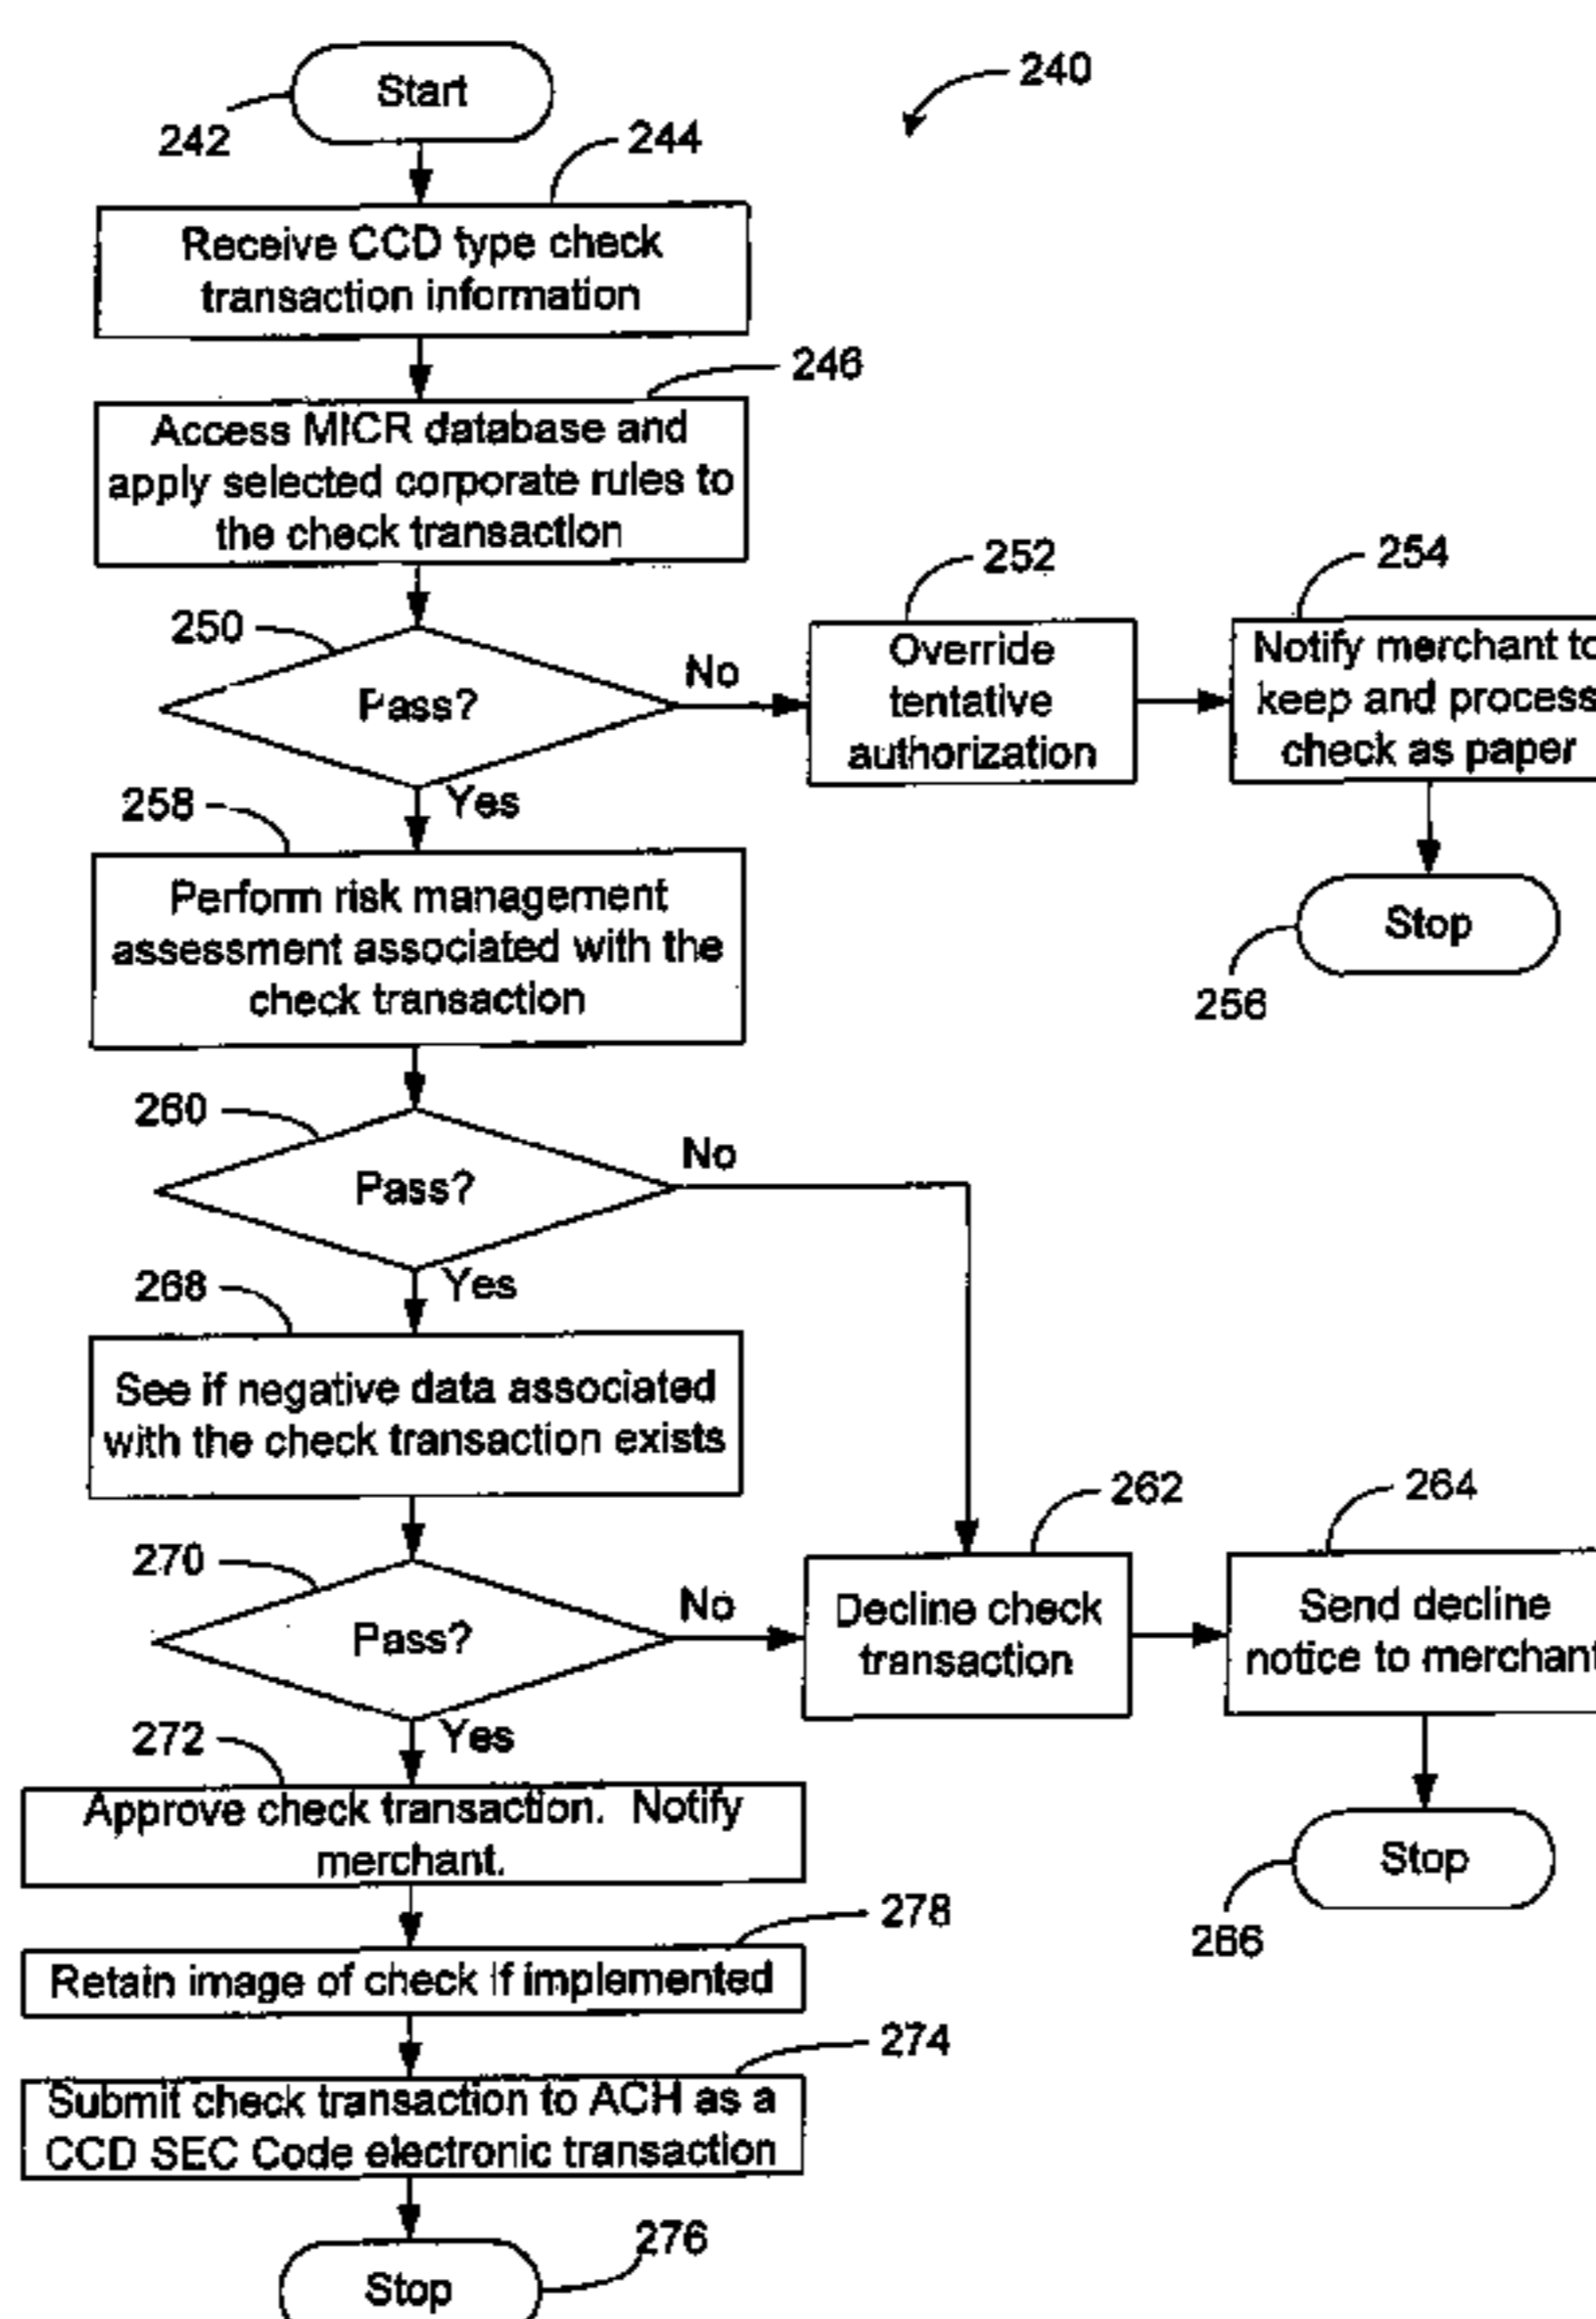 Start
240
242
244
Receive CCD type check
transaction information
246
Access MICR database and
apply selected corporate rules to
the check transaction
250
Pass?
No
252
Override
tentative
authorization
254
Notify merchant to
keep and process
check as paper
Stop
256
Yes
258
Perform risk management
assessment associated with the
check transaction
260
Pass?
No
Yes
268
See if negative data associated
with the check transaction exists
270
Pass?
No
262
Decline check
transaction
264
Send decline
notice to merchant
Stop
266
Yes
272
Approve check transaction. Notify
merchant.
278
Retain image of check if implemented
274
Submit check transaction to ACH as a
CCD SEC Code electronic transaction
276
Stop